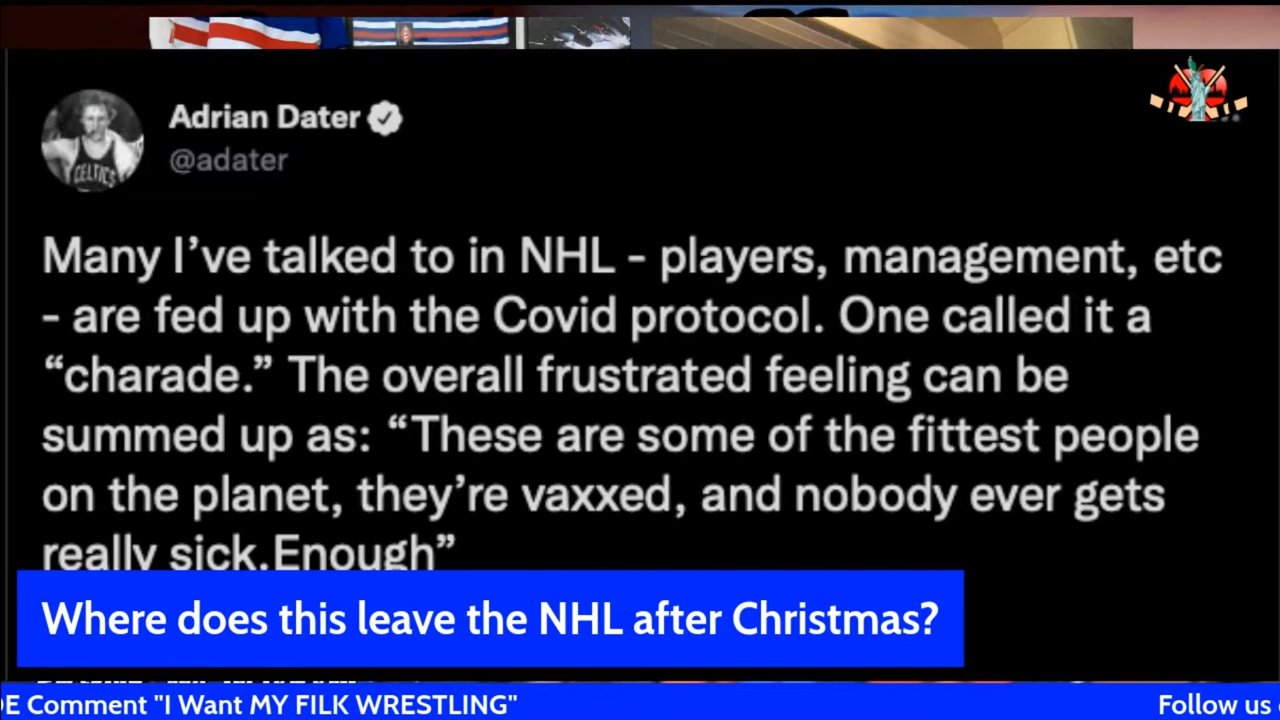 Adrian Dater
@adater
CELTICS
Many I’ve talked to in NHL - players, management, etc
- are fed up with the Covid protocol. One called it a
“charade.” The overall frustrated feeling can be
summed up as: “These are some of the fittest people
on the planet, they’re vaxxed, and nobody ever gets
really sick.Enough”
Where does this leave the NHL after Christmas?
E Comment "I Want MY FILK WRESTLING" Follow us